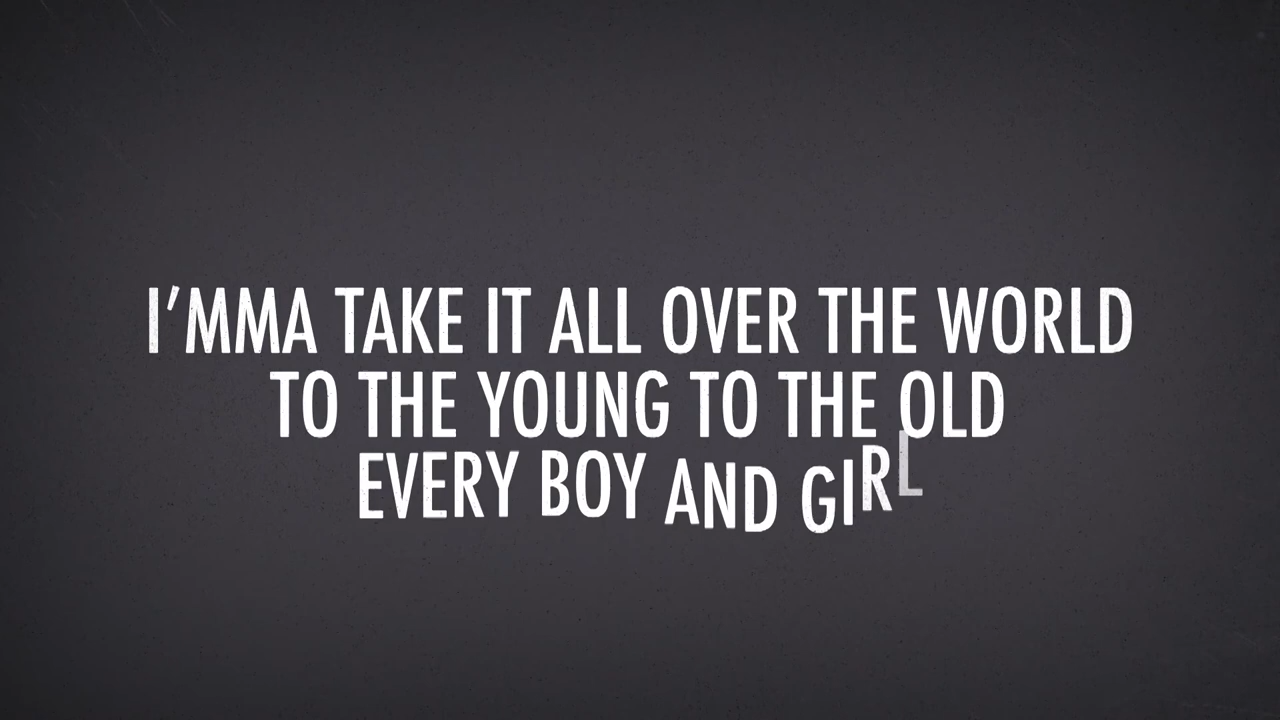 I'MMA TAKE IT ALL OVER THE WORLD
TO THE YOUNG TO THE OLD
EVERY BOY AND GIRL